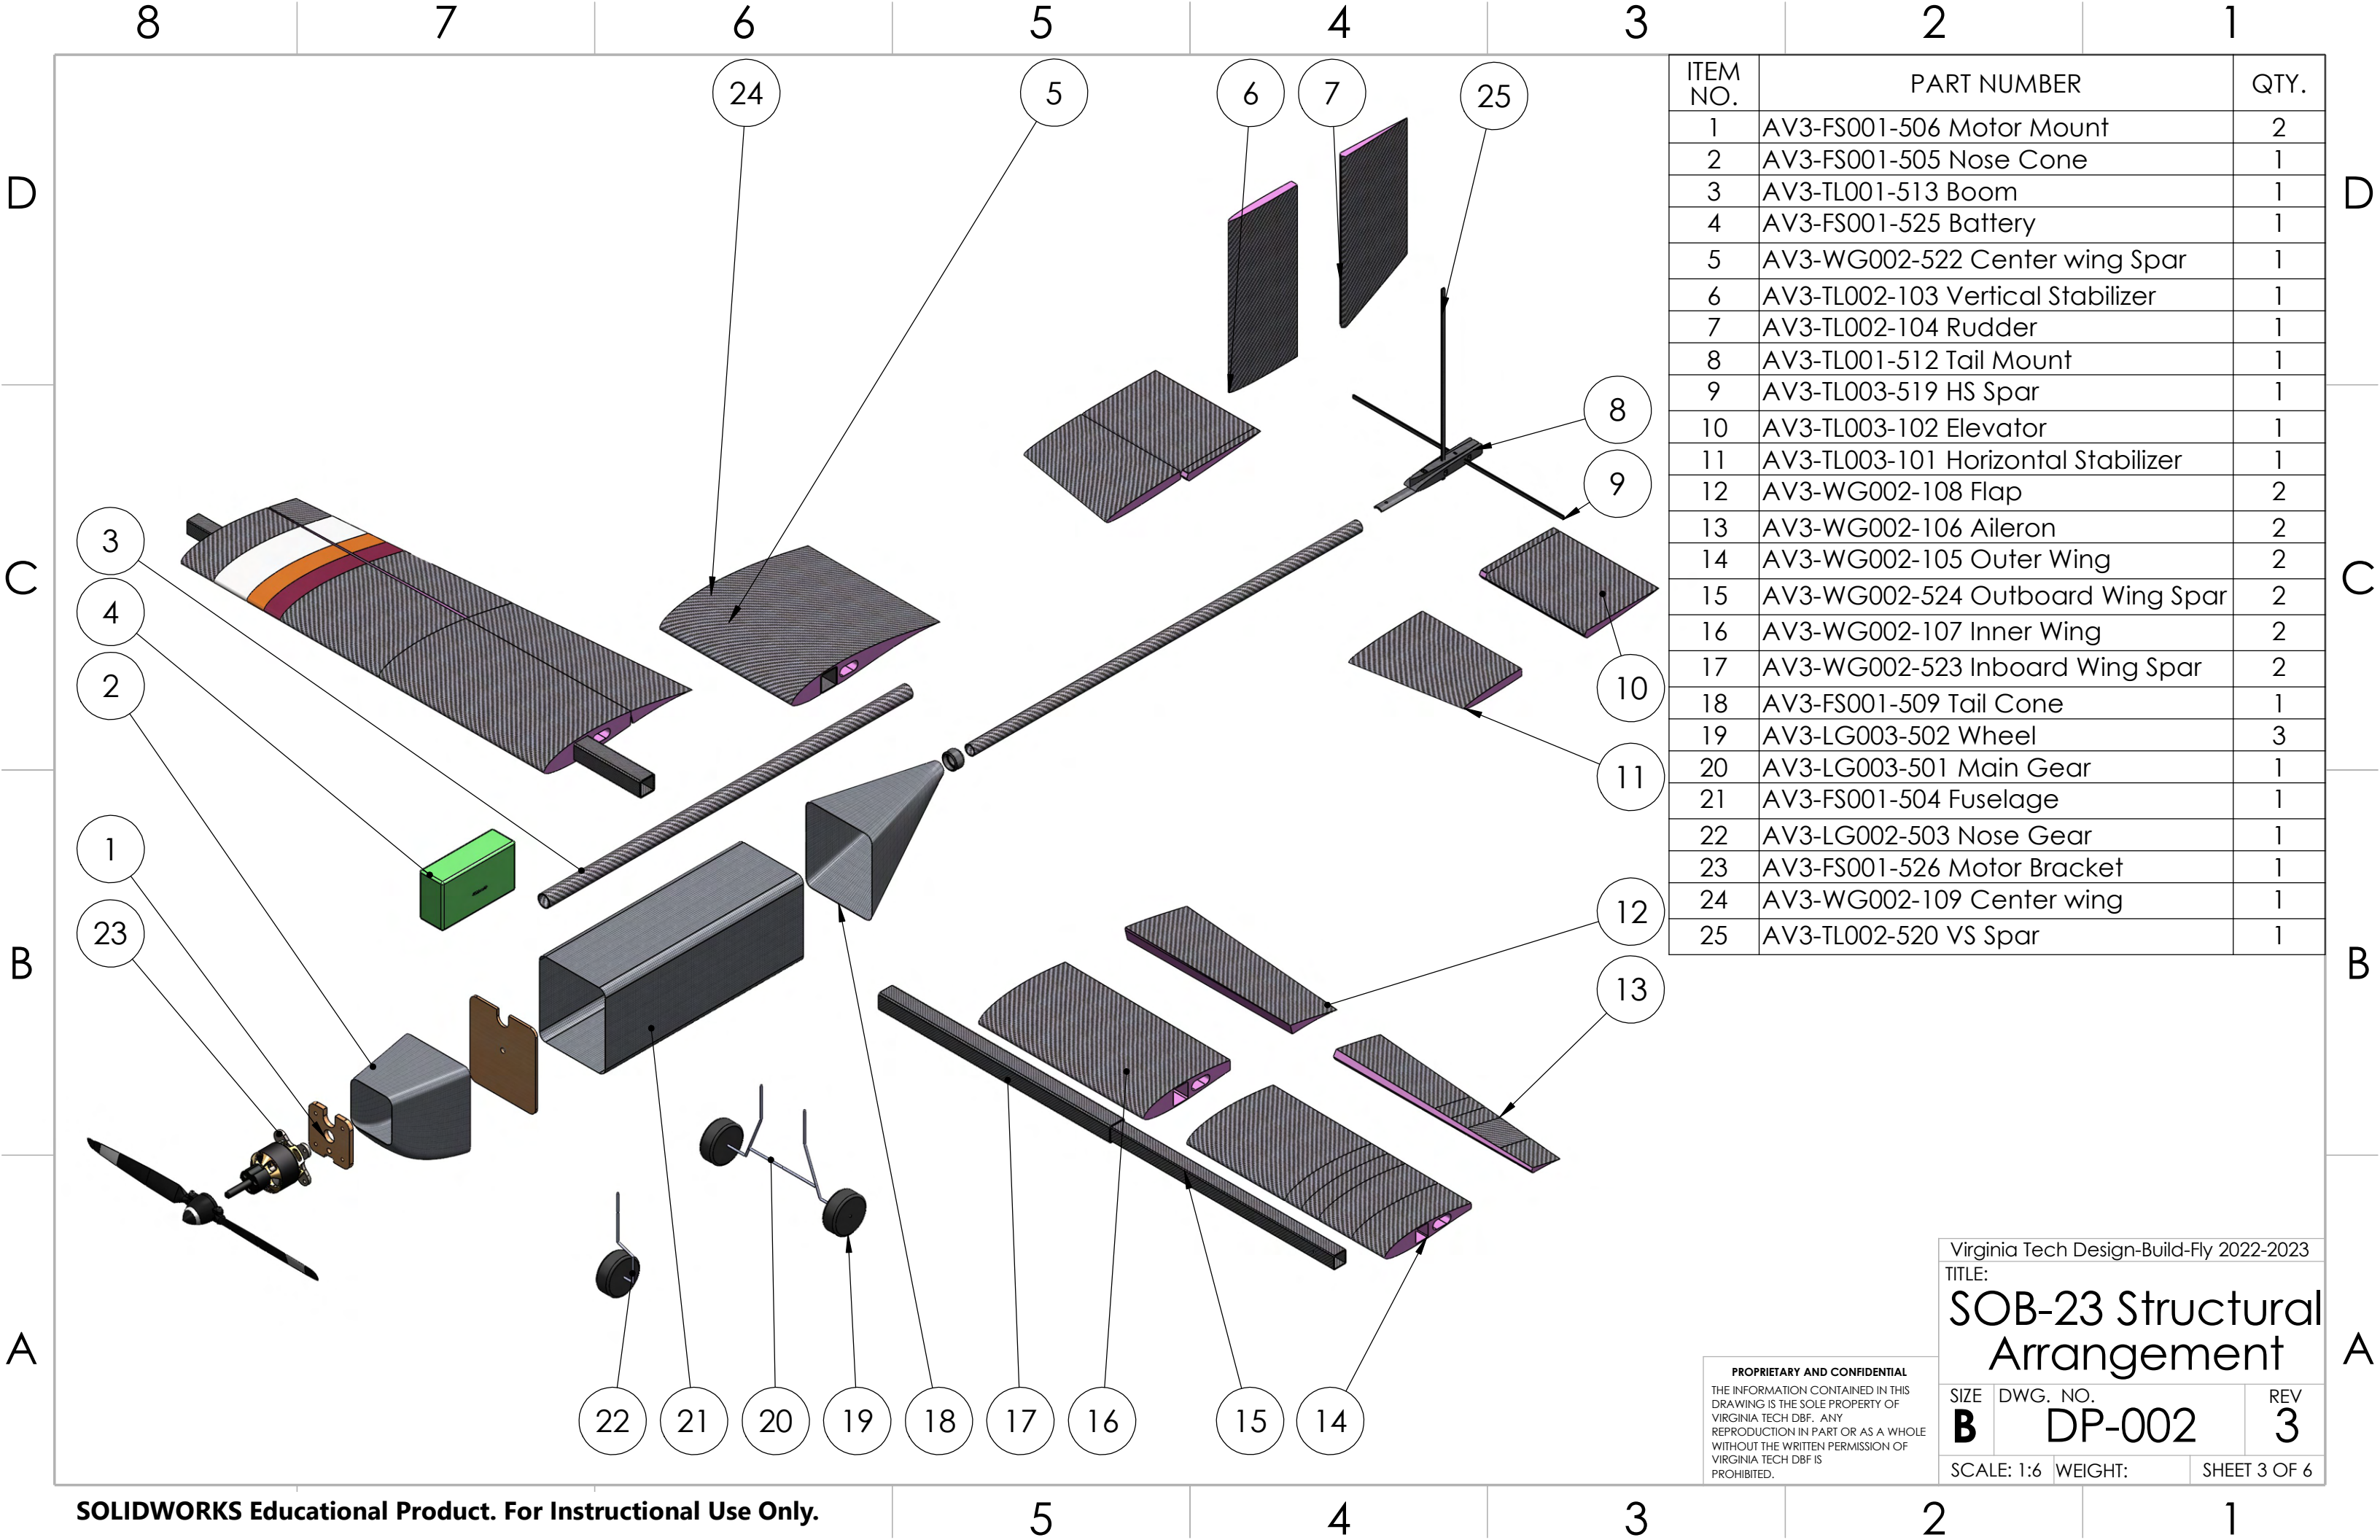 8 7 6 5 4 3 2 1
D D
C C
B B
A A
24 5 6 7 25
8
9
3
4
2
10
11
1
23
12
13
22 21 20 19 18 17 16 15 14
ITEM NO. PART NUMBER QTY.
1 AV3-FS001-506 Motor Mount 2
2 AV3-FS001-505 Nose Cone 1
3 AV3-TL001-513 Boom 1
4 AV3-FS001-525 Battery 1
5 AV3-WG002-522 Center wing Spar 1
6 AV3-TL002-103 Vertical Stabilizer 1
7 AV3-TL002-104 Rudder 1
8 AV3-TL001-512 Tail Mount 1
9 AV3-TL003-519 HS Spar 1
10 AV3-TL003-102 Elevator 1
11 AV3-TL003-101 Horizontal Stabilizer 1
12 AV3-WG002-108 Flap 2
13 AV3-WG002-106 Aileron 2
14 AV3-WG002-105 Outer Wing 2
15 AV3-WG002-524 Outboard Wing Spar 2
16 AV3-WG002-107 Inner Wing 2
17 AV3-WG002-523 Inboard Wing Spar 2
18 AV3-FS001-509 Tail Cone 1
19 AV3-LG003-502 Wheel 3
20 AV3-LG003-501 Main Gear 1
21 AV3-FS001-504 Fuselage 1
22 AV3-LG002-503 Nose Gear 1
23 AV3-FS001-526 Motor Bracket 1
24 AV3-WG002-109 Center wing 1
25 AV3-TL002-520 VS Spar 1
Virginia Tech Design-Build-Fly 2022-2023
TITLE:
SOB-23 Structural
Arrangement
SIZE DWG. NO. REV
B DP-002 3
SCALE: 1:6 WEIGHT: SHEET 3 OF 6
PROPRIETARY AND CONFIDENTIAL
THE INFORMATION CONTAINED IN THIS
DRAWING IS THE SOLE PROPERTY OF
VIRGINIA TECH DBF. ANY
REPRODUCTION IN PART OR AS A WHOLE
WITHOUT THE WRITTEN PERMISSION OF
VIRGINIA TECH DBF IS
PROHIBITED.
SOLIDWORKS Educational Product. For Instructional Use Only.
5 4 3 2 1